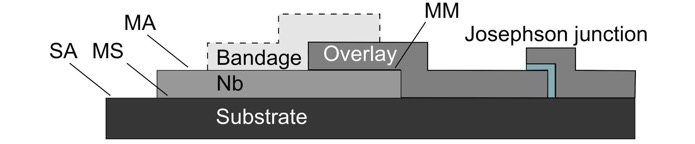 MM
MA
Josephson junction
SA MS
Bandage Overlay
Nb
Substrate